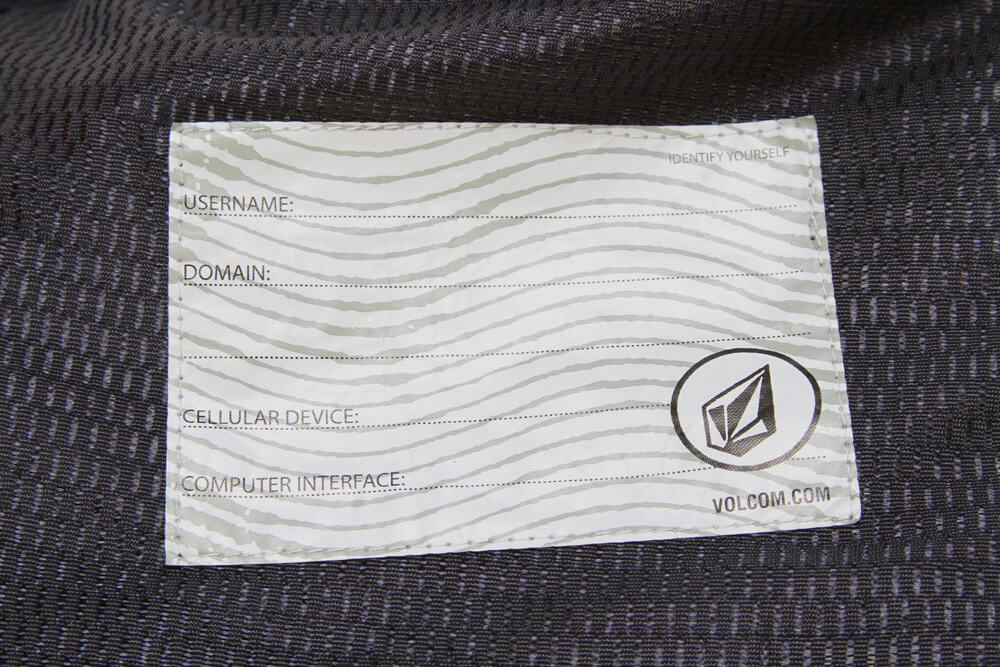 IDENTIFY YOURSELF
USERNAME:
DOMAIN:
CELLULAR DEVICE:
COMPUTER INTERFACE:
VOLCOM.COM